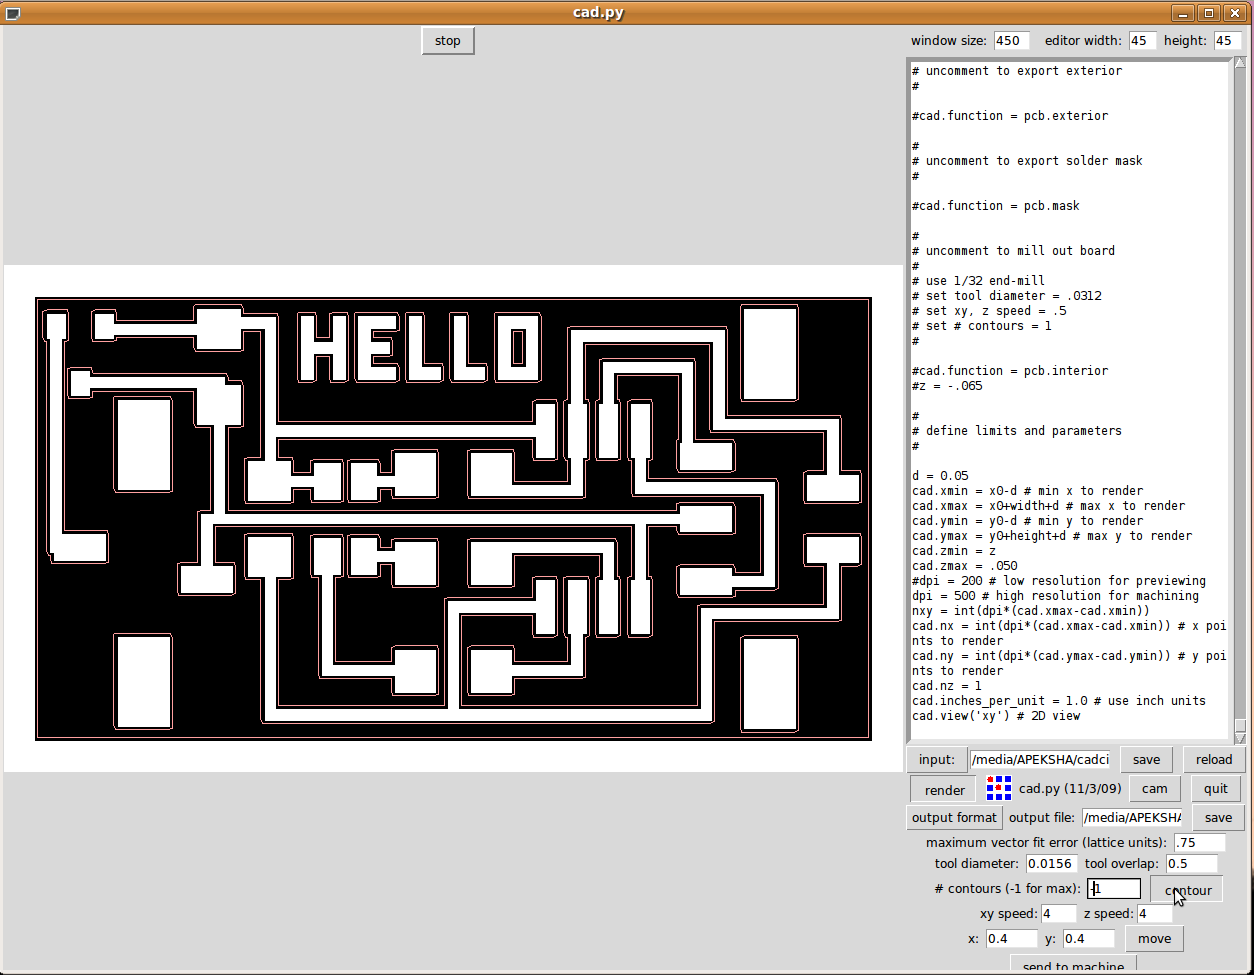 cad.py
stop
window size: 450 editor width: 45 height: 45
# uncomment to export exterior
#
#cad.function = pcb.exterior
#
# uncomment to export solder mask
#
#cad.function = pcb.mask
#
# uncomment to mill out board
#
# use 1/32 end-mill
# set tool diameter = .0312
# set xy, z speed = .5
# set # contours = 1
#
#cad.function = pcb.interior
#z = -.065
#
# define limits and parameters
#
d = 0.05
cad.xmin = x0-d # min x to render
cad.xmax = x0+width+d # max x to render
cad.ymin = y0-d # min y to render
cad.ymax = y0+height+d # max y to render
cad.zmin = z
cad.zmax = .050
#dpi = 200 # low resolution for previewing
dpi = 500 # high resolution for machining
nxy = int(dpi*(cad.xmax-cad.xmin))
cad.nx = int(dpi*(cad.xmax-cad.xmin)) # x poi
nts to render
cad.ny = int(dpi*(cad.ymax-cad.ymin)) # y poi
nts to render
cad.nz = 1
cad.inches_per_unit = 1.0 # use inch units
cad.view('xy') # 2D view
HELLO
input: /media/APEKSHA/cadci save reload
render cad.py (11/3/09) cam quit
output format output file: /media/APEKSHA save
maximum vector fit error (lattice units): .75
tool diameter: 0.0156 tool overlap: 0.5
# contours (-1 for max): -1 contour
xy speed: 4 z speed: 4
x: 0.4 y: 0.4 move
send to machine